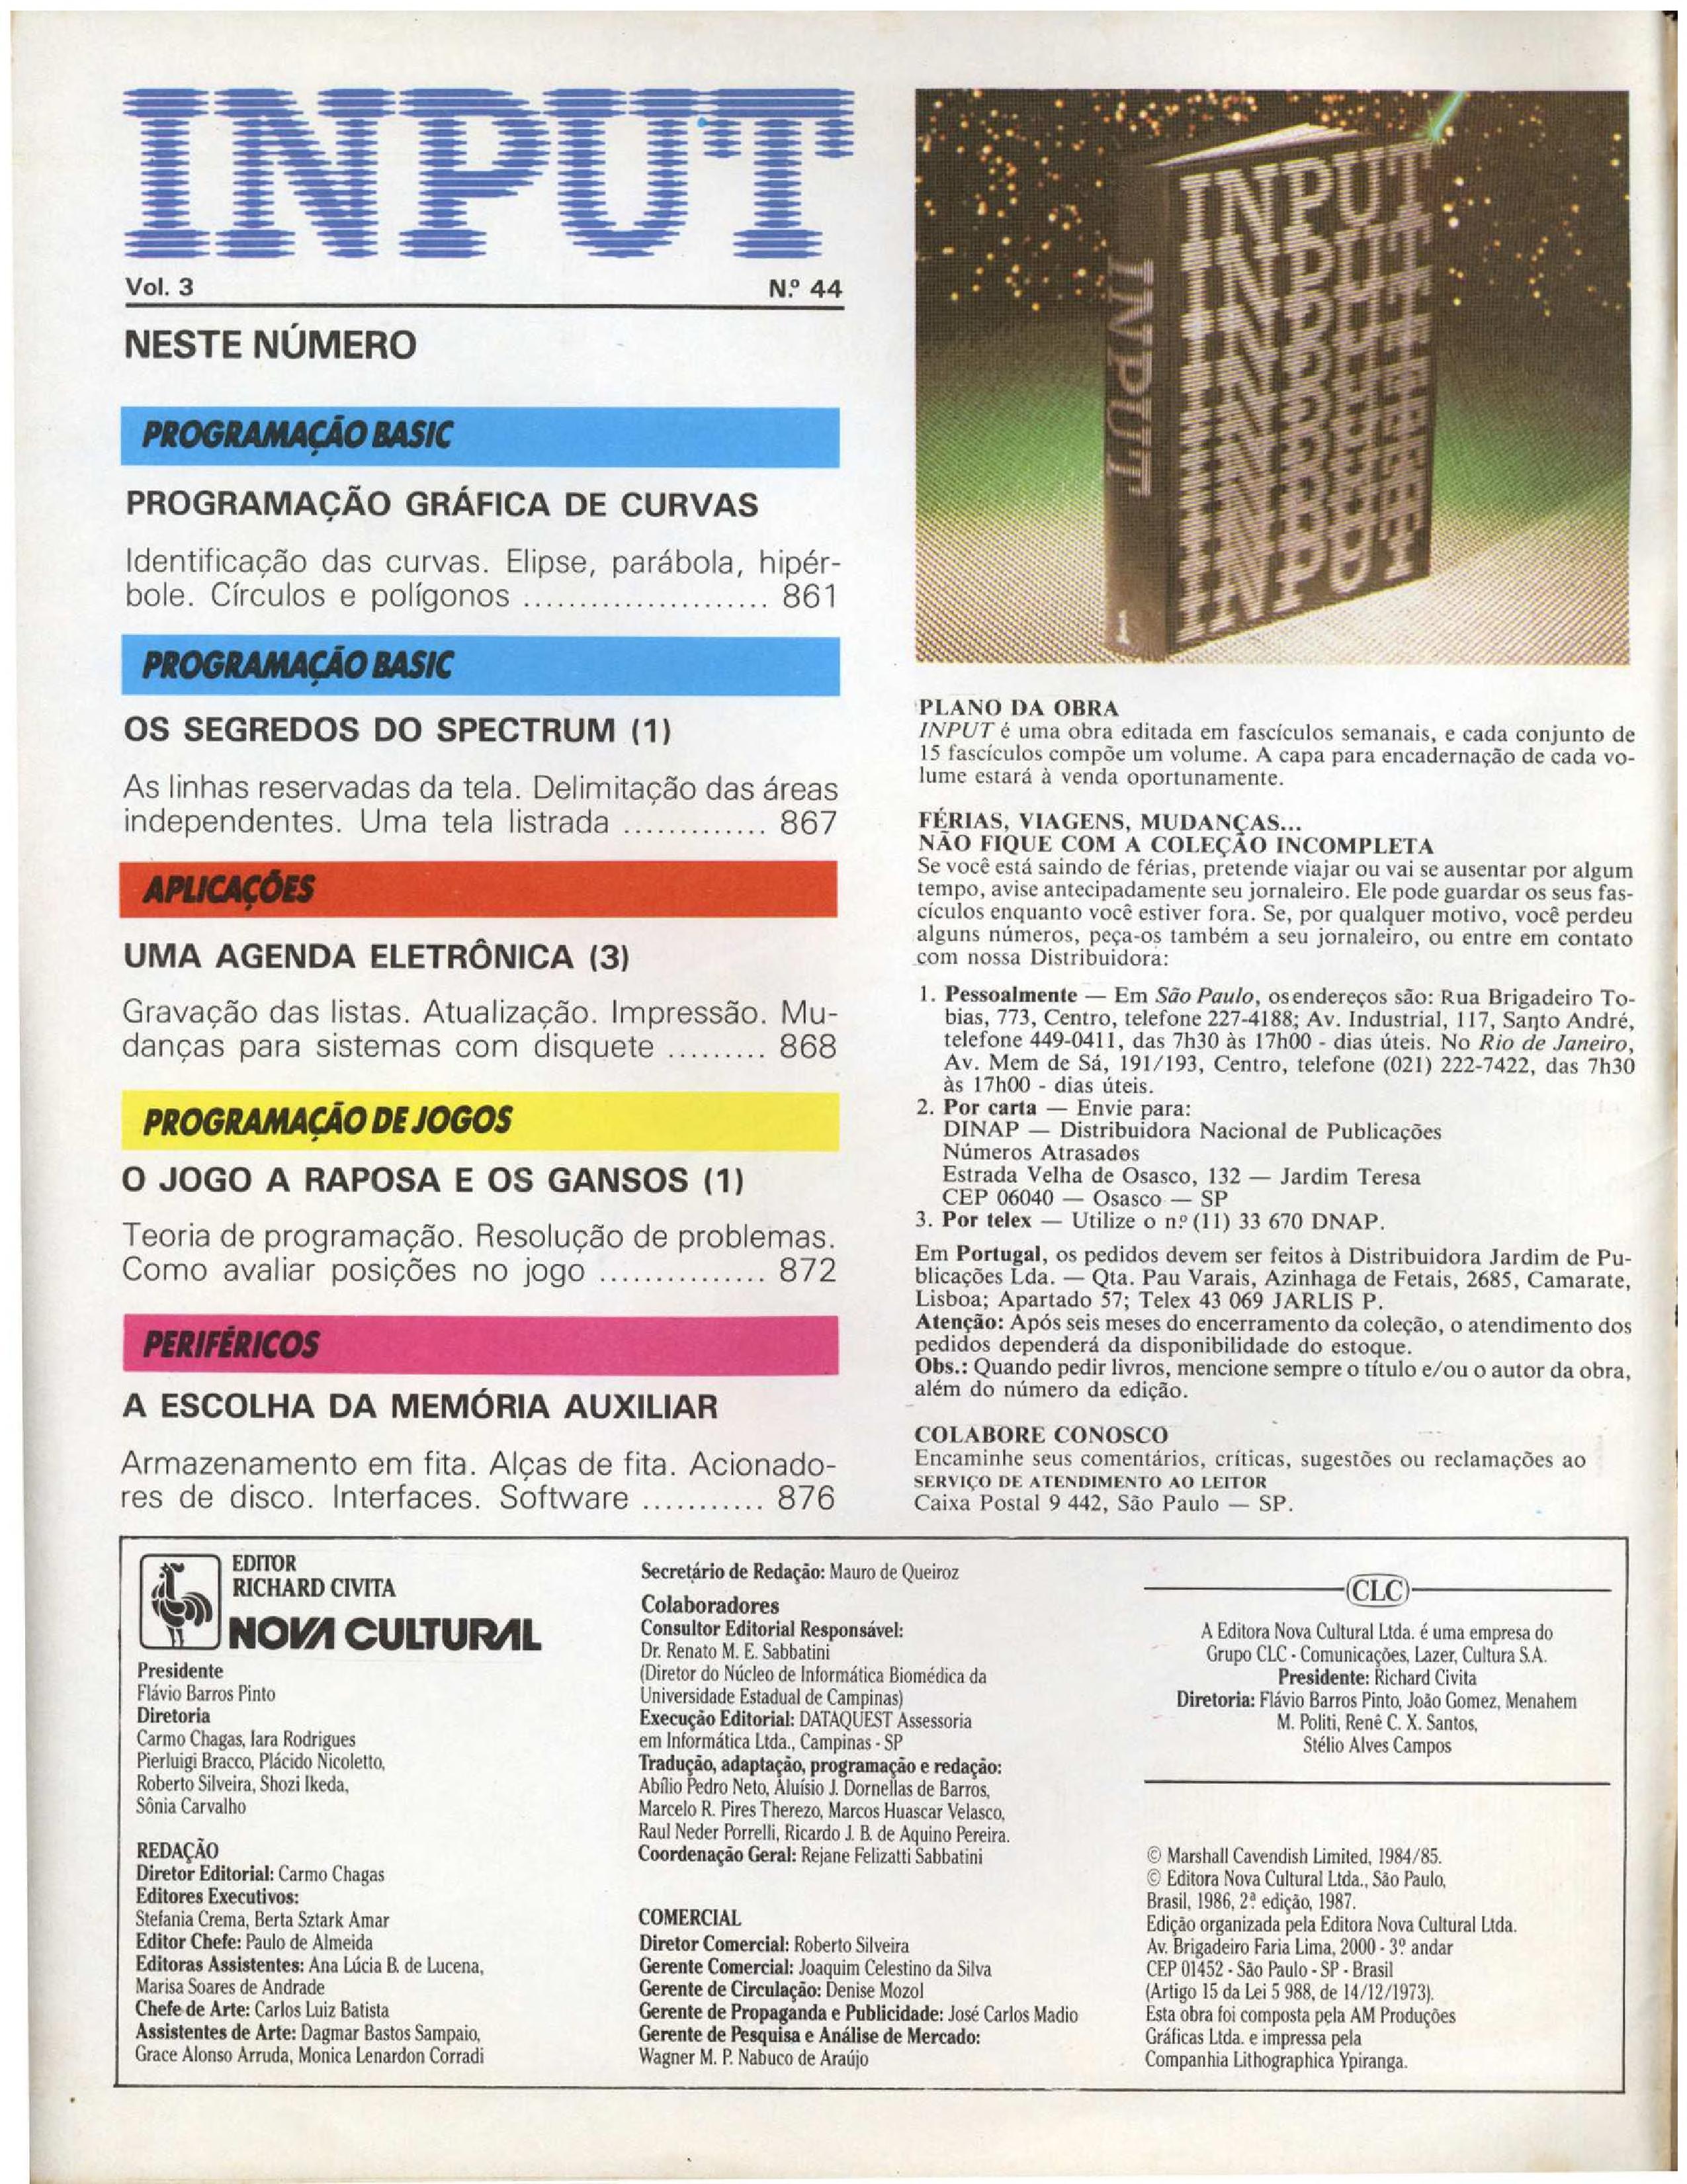 INPUT
Vol. 3 N.º 44
NESTE NÚMERO
PROGRAMAÇÃO BASIC
PROGRAMAÇÃO GRÁFICA DE CURVAS
Identificação das curvas. Elipse, parábola, hipér-
bole. Círculos e polígonos ...................... 861
PROGRAMAÇÃO BASIC
OS SEGREDOS DO SPECTRUM (1)
As linhas reservadas da tela. Delimitação das áreas
independentes. Uma tela listrada ............. 867
APLICAÇÕES
UMA AGENDA ELETRÔNICA (3)
Gravação das listas. Atualização. Impressão. Mu-
danças para sistemas com disquete ......... 868
PROGRAMAÇÃO DE JOGOS
O JOGO A RAPOSA E OS GANSOS (1)
Teoria de programação. Resolução de problemas.
Como avaliar posições no jogo ............... 872
PERIFÉRICOS
A ESCOLHA DA MEMÓRIA AUXILIAR
Armazenamento em fita. Alças de fita. Acionado-
res de disco. Interfaces. Software ........... 876
INPUT
INPUT
INPUT
INPUT
INPUT
INPUT
INPUT
INPUT
INPUT
INPUT
1
PLANO DA OBRA
INPUT é uma obra editada em fascículos semanais, e cada conjunto de
15 fascículos compõe um volume. A capa para encadernação de cada vo-
lume estará à venda oportunamente.
FÉRIAS, VIAGENS, MUDANÇAS...
NÃO FIQUE COM A COLEÇÃO INCOMPLETA
Se você está saindo de férias, pretende viajar ou vai se ausentar por algum
tempo, avise antecipadamente seu jornaleiro. Ele pode guardar os seus fas-
cículos enquanto você estiver fora. Se, por qualquer motivo, você perdeu
alguns números, peça-os também a seu jornaleiro, ou entre em contato
com nossa Distribuidora:
1. Pessoalmente — Em São Paulo, os endereços são: Rua Brigadeiro To-
bias, 773, Centro, telefone 227-4188; Av. Industrial, 117, Santo André,
telefone 449-0411, das 7h30 às 17h00 - dias úteis. No Rio de Janeiro,
Av. Mem de Sá, 191/193, Centro, telefone (021) 222-7422, das 7h30
às 17h00 - dias úteis.
2. Por carta — Envie para:
DINAP — Distribuidora Nacional de Publicações
Números Atrasados
Estrada Velha de Osasco, 132 — Jardim Teresa
CEP 06040 — Osasco — SP
3. Por telex — Utilize o n.º (11) 33 670 DNAP.
Em Portugal, os pedidos devem ser feitos à Distribuidora Jardim de Pu-
blicações Lda. — Qta. Pau Varais, Azinhaga de Fetais, 2685, Camarate,
Lisboa; Apartado 57; Telex 43 069 JARLIS P.
Atenção: Após seis meses do encerramento da coleção, o atendimento dos
pedidos dependerá da disponibilidade do estoque.
Obs.: Quando pedir livros, mencione sempre o título e/ou o autor da obra,
além do número da edição.
COLABORE CONOSCO
Encaminhe seus comentários, críticas, sugestões ou reclamações ao
SERVIÇO DE ATENDIMENTO AO LEITOR
Caixa Postal 9 442, São Paulo — SP.
EDITOR
RICHARD CIVITA
NOVA CULTURAL
Presidente
Flávio Barros Pinto
Diretoria
Carmo Chagas, Iara Rodrigues
Pierluigi Bracco, Plácido Nicoletto,
Roberto Silveira, Shozi Ikeda,
Sônia Carvalho
REDAÇÃO
Diretor Editorial: Carmo Chagas
Editores Executivos:
Stefania Crema, Berta Sztark Amar
Editor Chefe: Paulo de Almeida
Editoras Assistentes: Ana Lúcia B. de Lucena,
Marisa Soares de Andrade
Chefe de Arte: Carlos Luiz Batista
Assistentes de Arte: Dagmar Bastos Sampaio,
Grace Alonso Arruda, Monica Lenardon Corradi
Secretário de Redação: Mauro de Queiroz
Colaboradores
Consultor Editorial Responsável:
Dr. Renato M. E. Sabbatini
(Diretor do Núcleo de Informática Biomédica da
Universidade Estadual de Campinas)
Execução Editorial: DATAQUEST Assessoria
em Informática Ltda., Campinas - SP
Tradução, adaptação, programação e redação:
Abílio Pedro Neto, Aluísio J. Dornellas de Barros,
Marcelo R. Pires Therezo, Marcos Huascar Velasco,
Raul Neder Porrelli, Ricardo J. B. de Aquino Pereira.
Coordenação Geral: Rejane Felizatti Sabbatini
COMERCIAL
Diretor Comercial: Roberto Silveira
Gerente Comercial: Joaquim Celestino da Silva
Gerente de Circulação: Denise Mozol
Gerente de Propaganda e Publicidade: José Carlos Madio
Gerente de Pesquisa e Análise de Mercado:
Wagner M. P. Nabuco de Araújo
CLC
A Editora Nova Cultural Ltda. é uma empresa do
Grupo CLC - Comunicações, Lazer, Cultura S.A.
Presidente: Richard Civita
Diretoria: Flávio Barros Pinto, João Gomez, Menahem
M. Politi, Renê C. X. Santos,
Stélio Alves Campos
© Marshall Cavendish Limited, 1984/85.
© Editora Nova Cultural Ltda., São Paulo,
Brasil, 1986, 2ª edição, 1987.
Edição organizada pela Editora Nova Cultural Ltda.
Av. Brigadeiro Faria Lima, 2000 - 3º andar
CEP 01452 - São Paulo - SP - Brasil
(Artigo 15 da Lei 5 988, de 14/12/1973).
Esta obra foi composta pela AM Produções
Gráficas Ltda. e impressa pela
Companhia Lithographica Ypiranga.